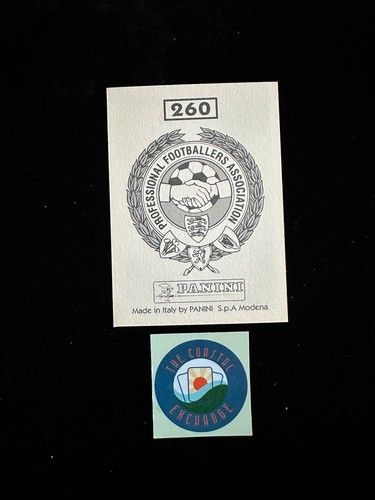 260
PROFESSIONAL FOOTBALLERS ASSOCIATION
PANINI
Made in Italy by PANINI S.p.A Modena
THE COASTAL
EXCHANGE